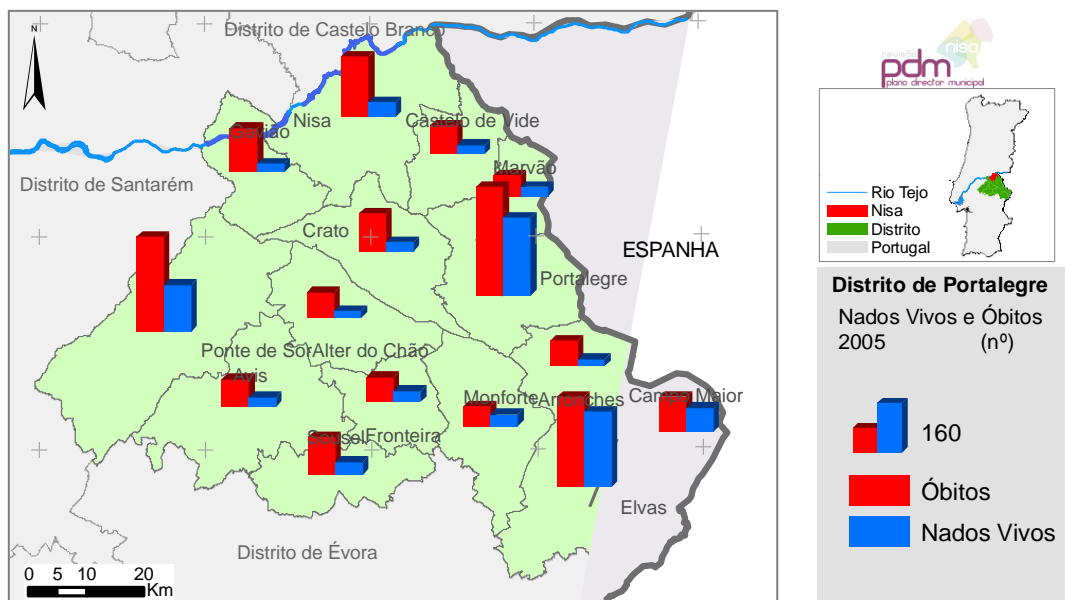 N
Distrito de Castelo Branco
Nisa
Castelo de Vide
Gavião
Marvão
Distrito de Santarém
Crato
ESPANHA
Portalegre
Ponte de Sor
Alter do Chão
Avis
Monforte
Arronches
Campo Maior
Sousel
Fronteira
Elvas
Distrito de Évora
0 5 10 20
Km
revisão
nisa
pdm
plano director municipal
Rio Tejo
Nisa
Distrito
Portugal
Distrito de Portalegre
Nados Vivos e Óbitos
2005 (nº)
160
Óbitos
Nados Vivos